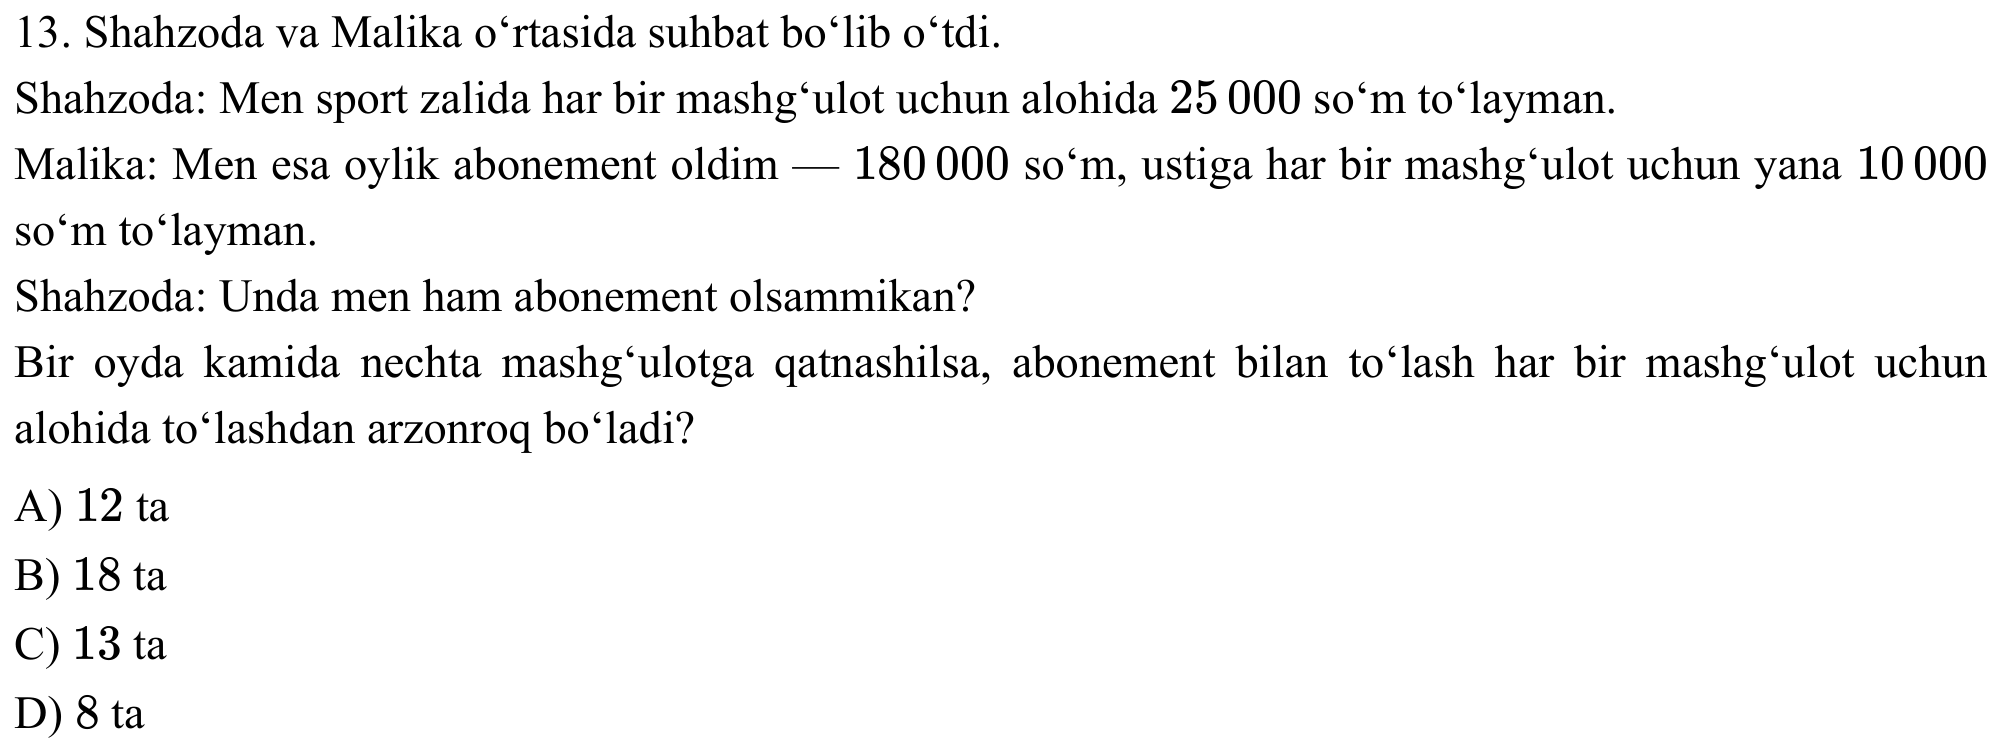 13. Shahzoda va Malika o‘rtasida suhbat bo‘lib o‘tdi.
Shahzoda: Men sport zalida har bir mashg‘ulot uchun alohida 25 000 so‘m to‘layman.
Malika: Men esa oylik abonement oldim — 180 000 so‘m, ustiga har bir mashg‘ulot uchun yana 10 000
so‘m to‘layman.
Shahzoda: Unda men ham abonement olsammikan?
Bir oyda kamida nechta mashg‘ulotga qatnashilsa, abonement bilan to‘lash har bir mashg‘ulot uchun
alohida to‘lashdan arzonroq bo‘ladi?
A) 12 ta
B) 18 ta
C) 13 ta
D) 8 ta